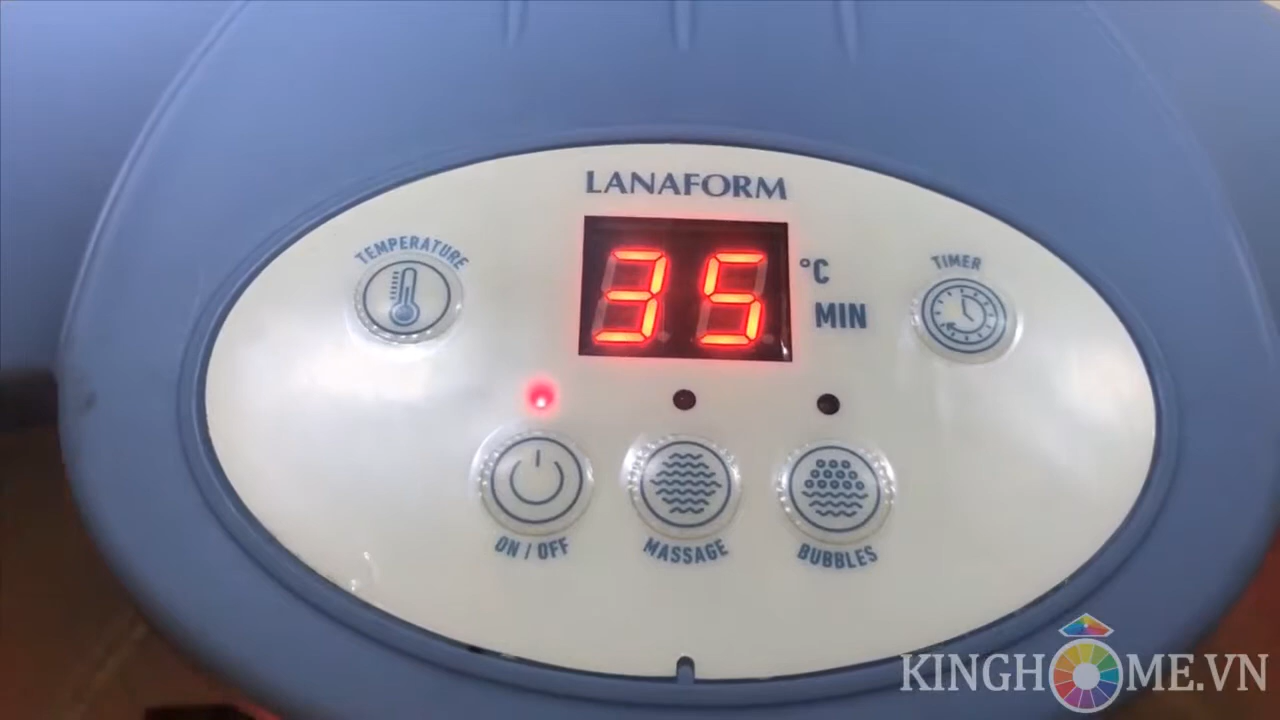 LANAFORM
TEMPERATURE
35
°C
MIN
TIMER
ON / OFF
MASSAGE
BUBBLES
KINGHOME.VN